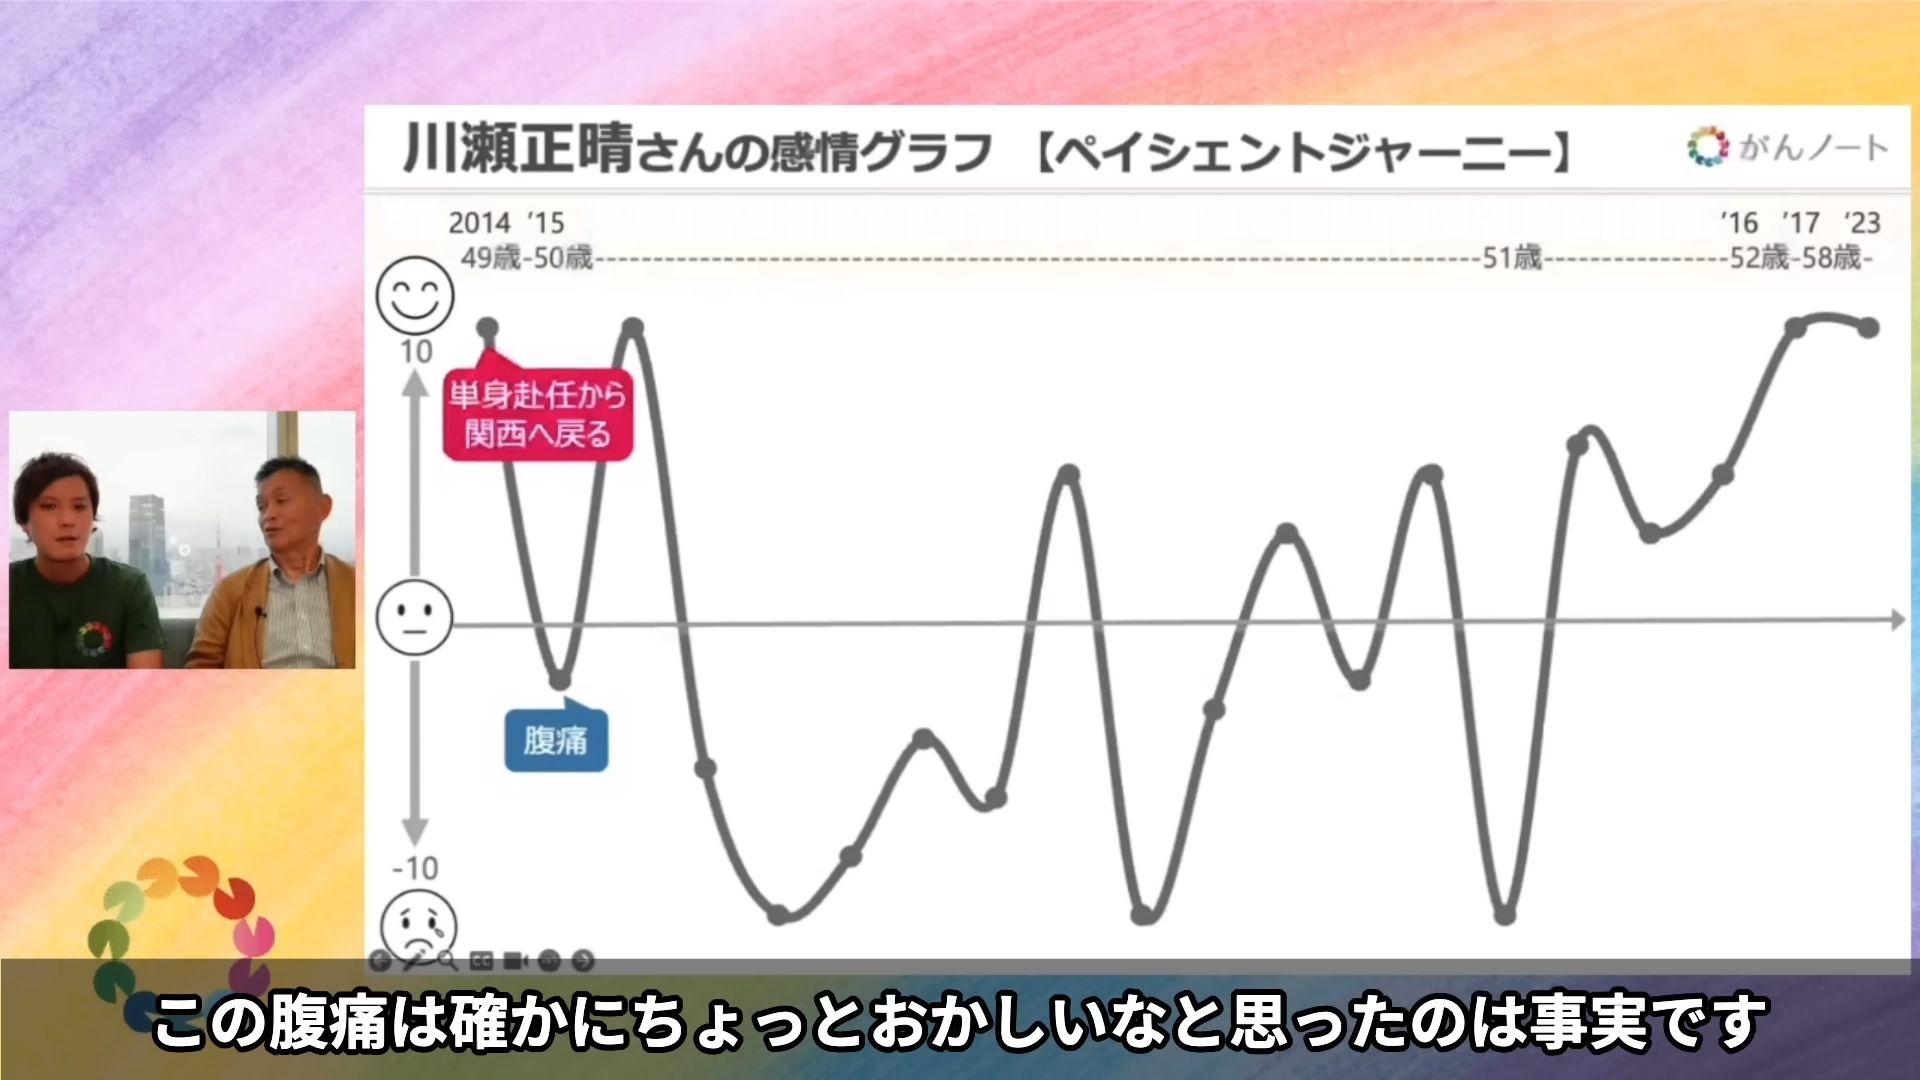 川瀬正晴さんの感情グラフ 【ペイシェントジャーニー】
がんノート
2014 ’15 ’16 ’17 ’23
49歳-50歳-----------------51歳----------------52歳-58歳-
10
単身赴任から
関西へ戻る
腹痛
-10
CC
この腹痛は確かにちょっとおかしいなと思ったのは事実です